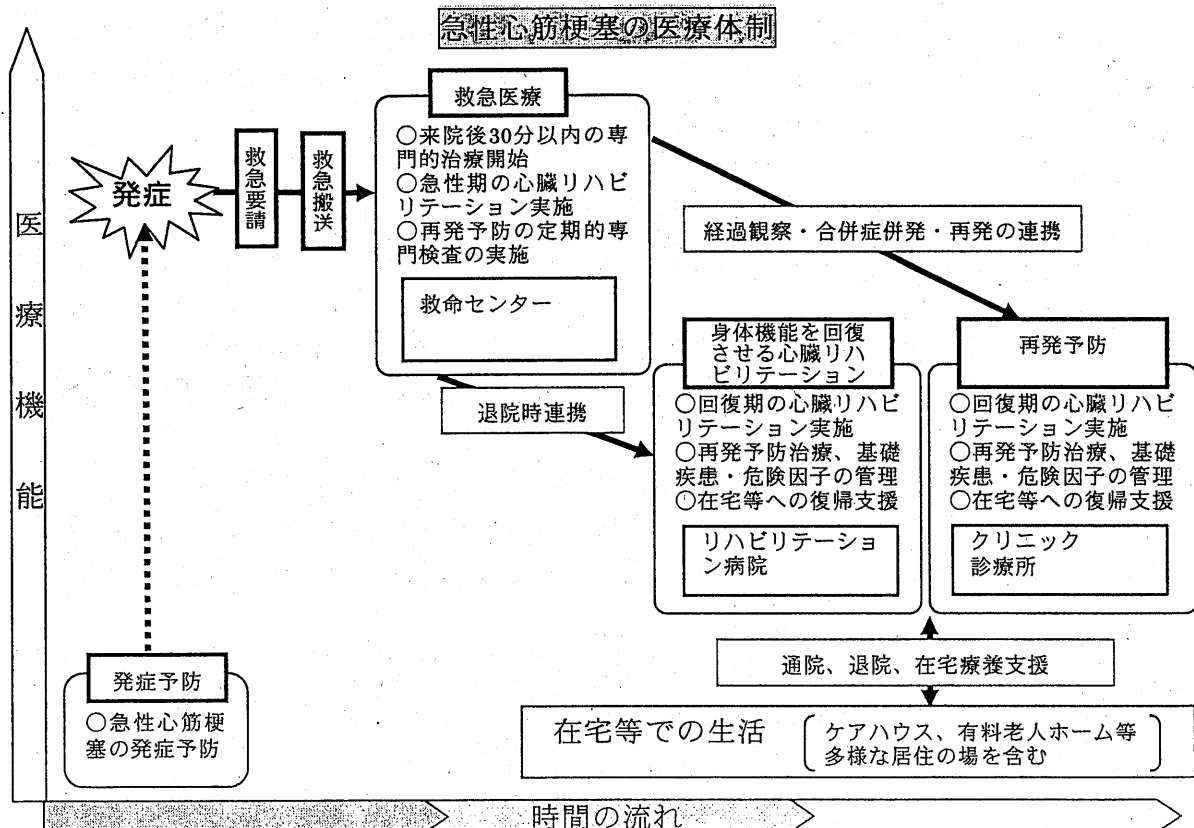 急性心筋梗塞の医療体制
医療機能
発症
救急要請
救急搬送
救急医療
○来院後30分以内の専
門的治療開始
○急性期の心臓リハビ
リテーション実施
○再発予防の定期的専
門検査の実施
救命センター
経過観察・合併症併発・再発の連携
退院時連携
身体機能を回復
させる心臓リハ
ビリテーション
○回復期の心臓リハビ
リテーション実施
○再発予防治療、基礎
疾患・危険因子の管理
○在宅等への復帰支援
リハビリテーショ
ン病院
再発予防
○回復期の心臓リハビ
リテーション実施
○再発予防治療、基礎
疾患・危険因子の管理
○在宅等への復帰支援
クリニック
診療所
通院、退院、在宅療養支援
発症予防
○急性心筋梗
塞の発症予防
在宅等での生活
ケアハウス、有料老人ホーム等
多様な居住の場を含む
時間の流れ